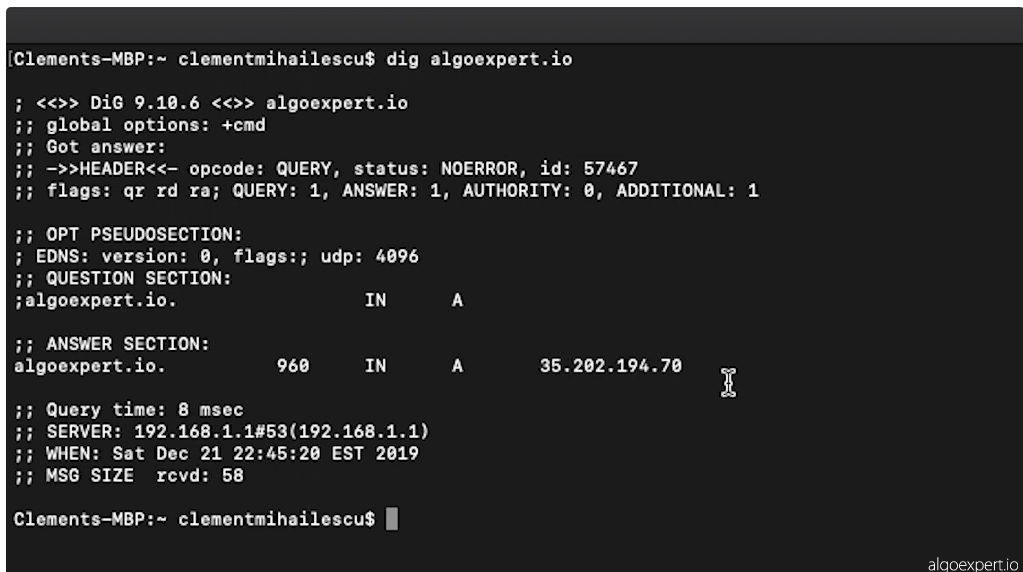 [Clements-MBP:~ clementmihailescu$ dig algoexpert.io
; <<>> DiG 9.10.6 <<>> algoexpert.io
;; global options: +cmd
;; Got answer:
;; ->>HEADER<<- opcode: QUERY, status: NOERROR, id: 57467
;; flags: qr rd ra; QUERY: 1, ANSWER: 1, AUTHORITY: 0, ADDITIONAL: 1
;; OPT PSEUDOSECTION:
; EDNS: version: 0, flags:; udp: 4096
;; QUESTION SECTION:
;algoexpert.io. IN A
;; ANSWER SECTION:
algoexpert.io. 960 IN A 35.202.194.70
;; Query time: 8 msec
;; SERVER: 192.168.1.1#53(192.168.1.1)
;; WHEN: Sat Dec 21 22:45:20 EST 2019
;; MSG SIZE  rcvd: 58
Clements-MBP:~ clementmihailescu$
algoexpert.io